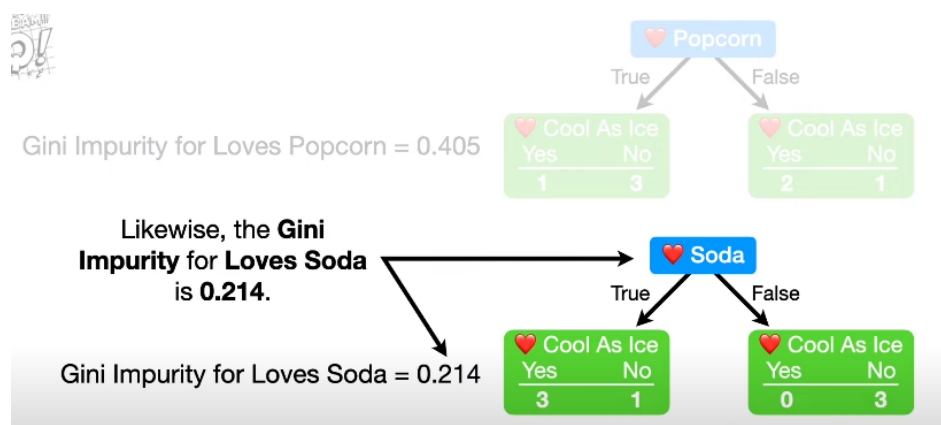 BAM!!!
❤️ Popcorn
True False
Gini Impurity for Loves Popcorn = 0.405
❤️ Cool As Ice
Yes No
1 3
❤️ Cool As Ice
Yes No
2 1
Likewise, the Gini
Impurity for Loves Soda
is 0.214.
❤️ Soda
True False
Gini Impurity for Loves Soda = 0.214
❤️ Cool As Ice
Yes No
3 1
❤️ Cool As Ice
Yes No
0 3